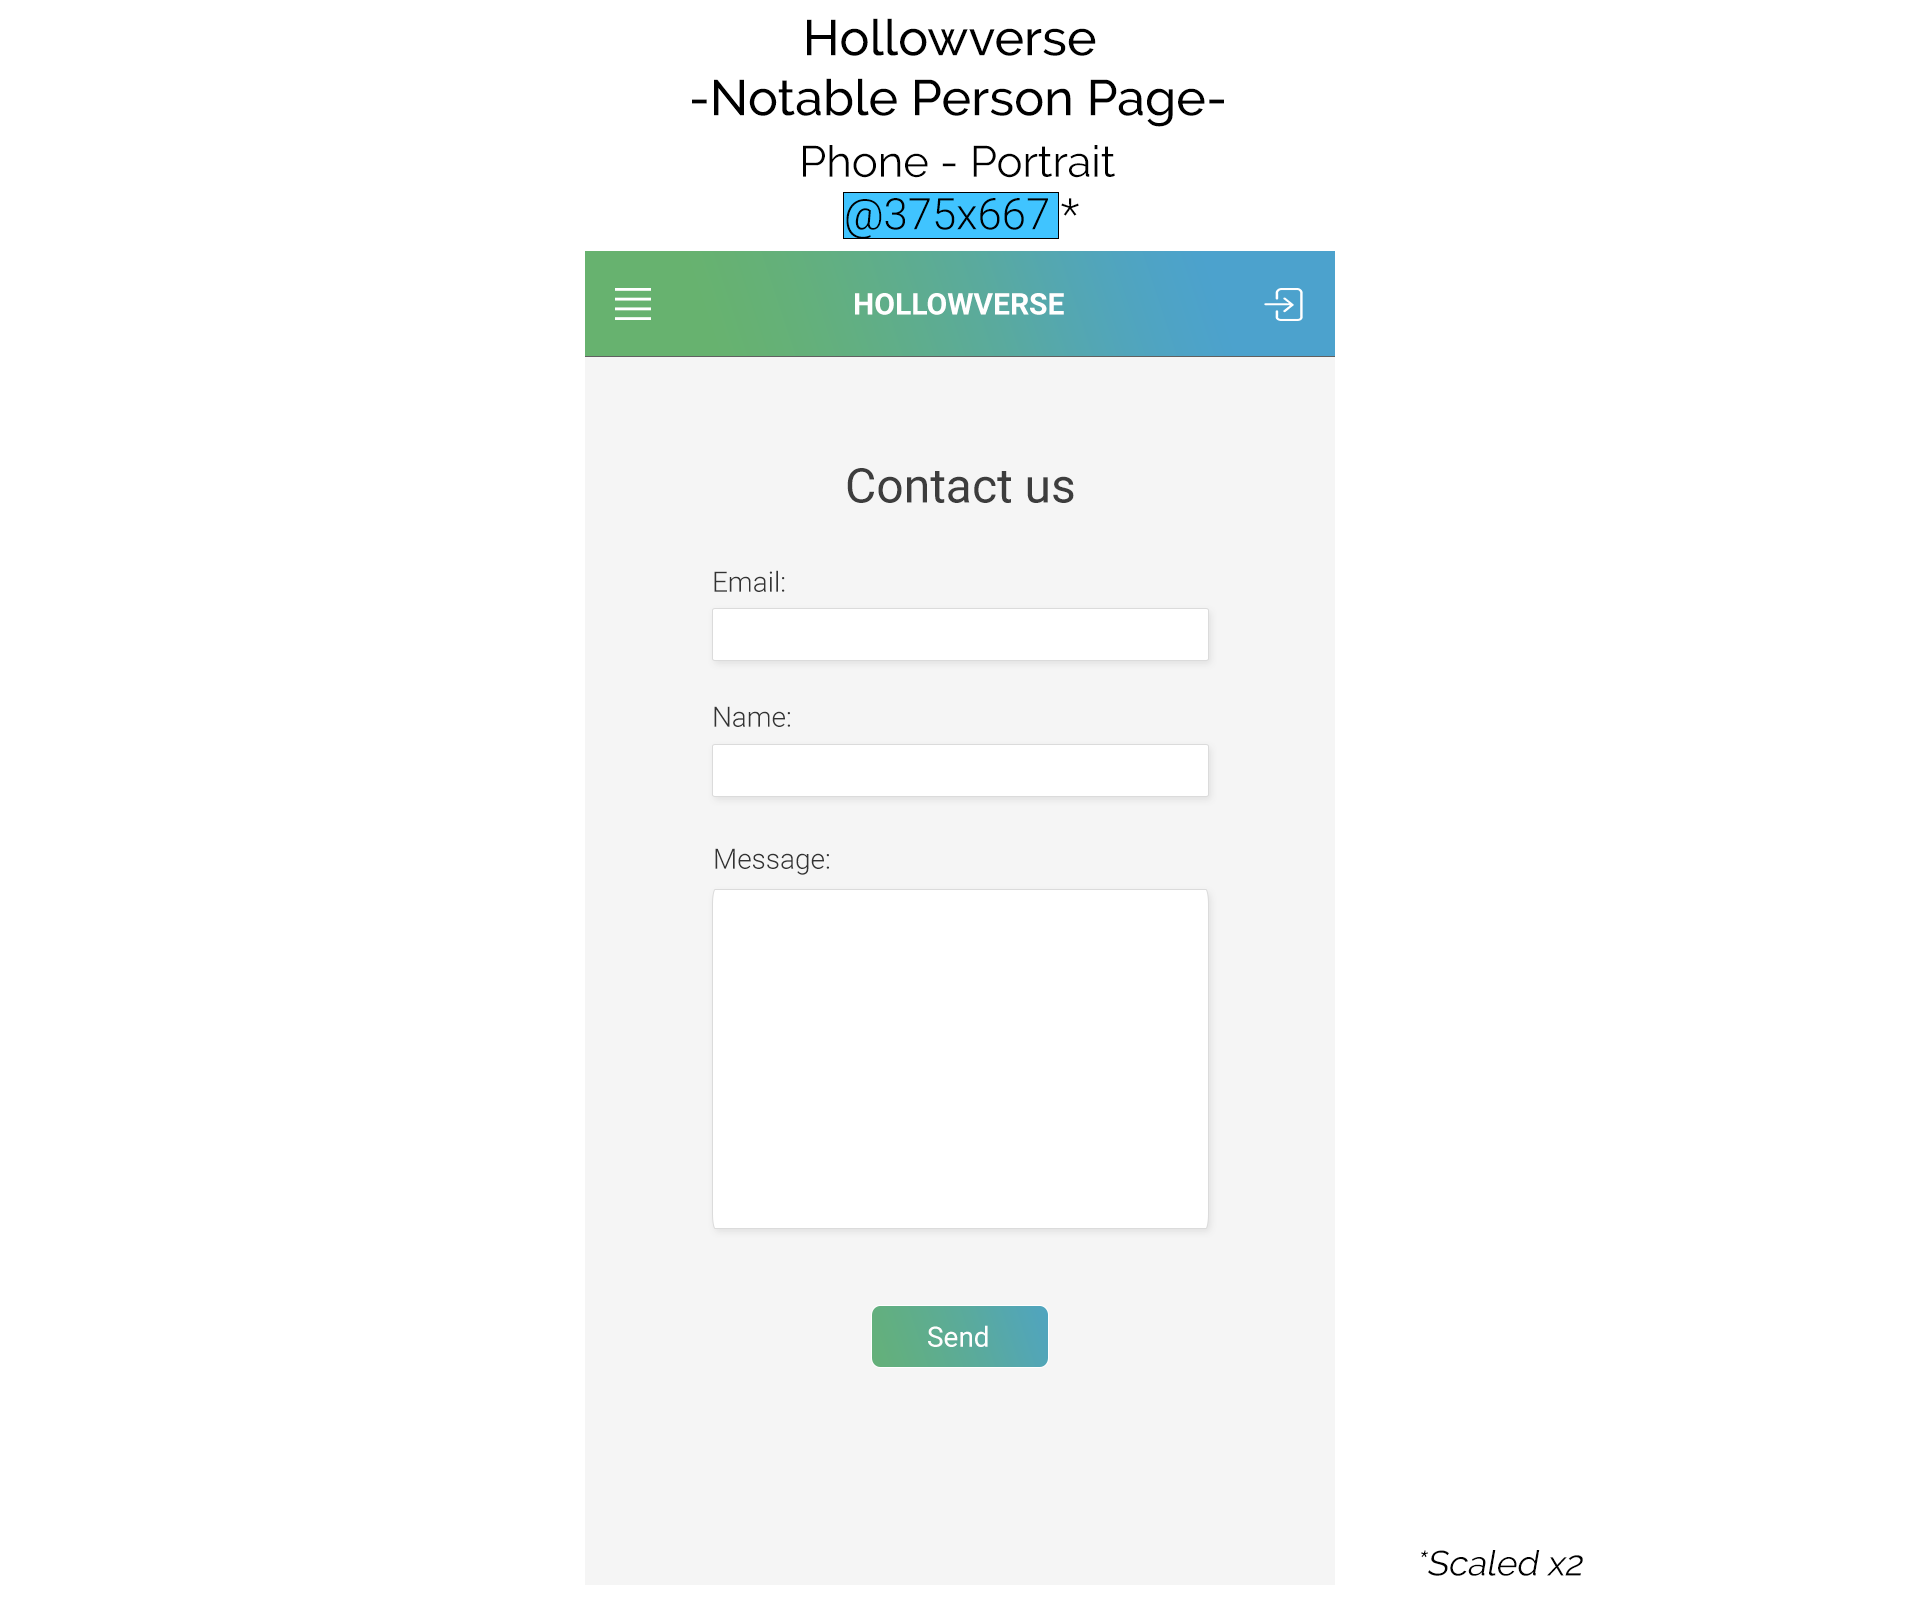 Hollowverse
-Notable Person Page-
Phone - Portrait
@375x667 *
HOLLOWVERSE
Contact us
Email:
Name:
Message:
Send
*Scaled x2